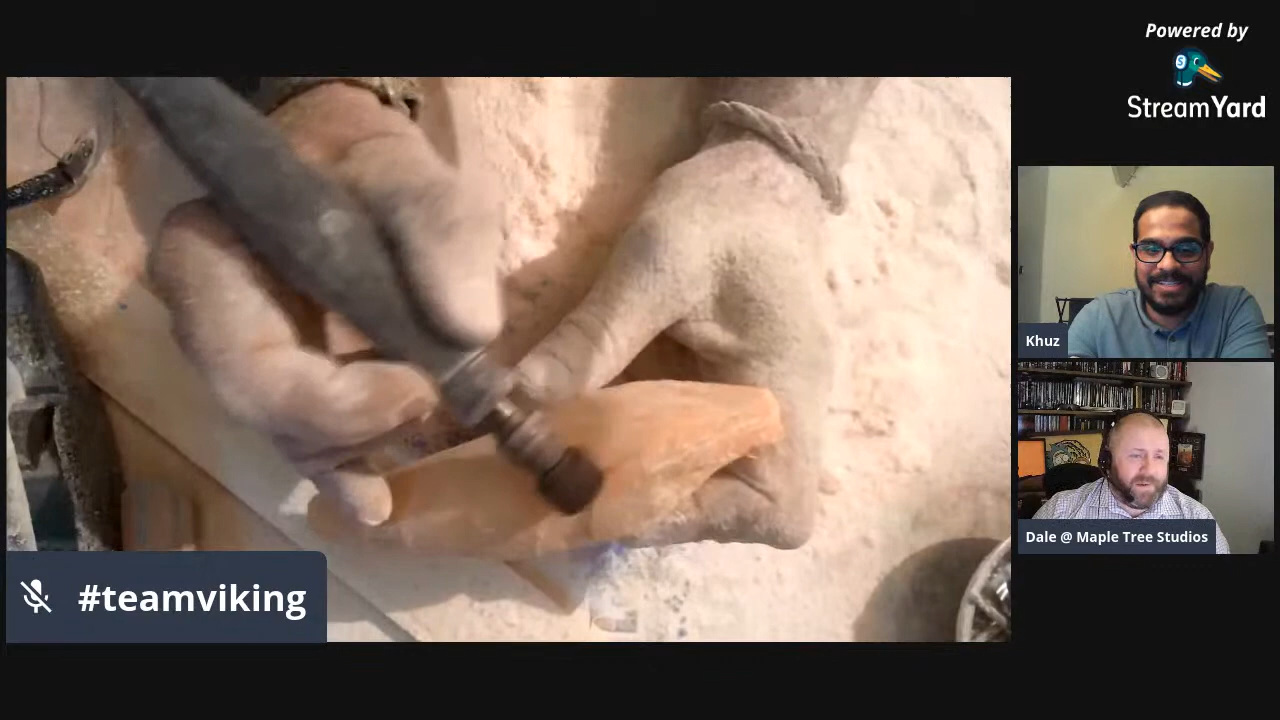 Powered by
StreamYard
Khuz
Dale @ Maple Tree Studios
#teamviking